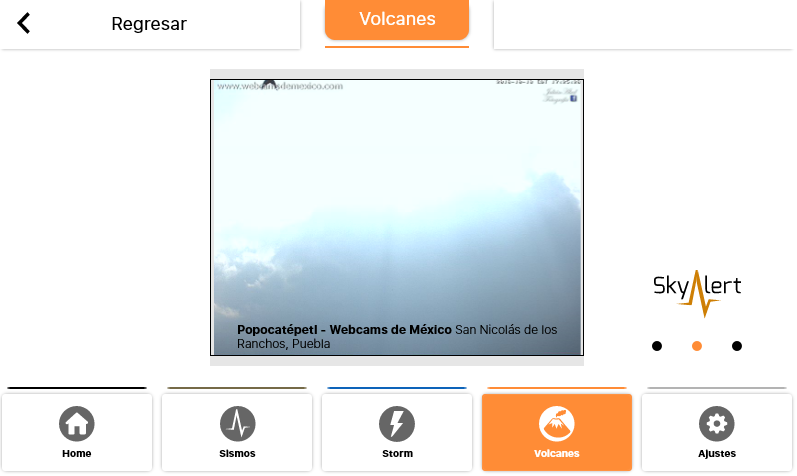 Regresar
Volcanes
www.webcamsdemexico.com
Popocatépetl - Webcams de México San Nicolás de los
Ranchos, Puebla
SkyAlert
Home
Sismos
Storm
Volcanes
Ajustes